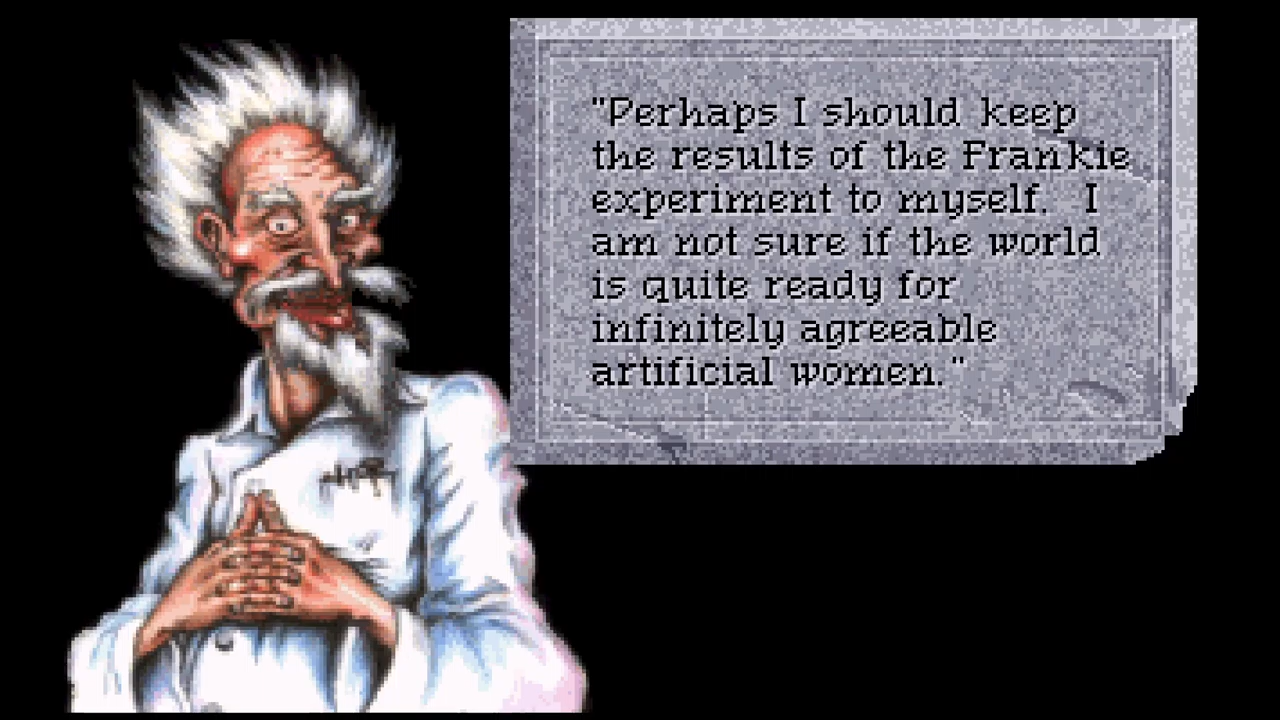 "Perhaps I should keep
the results of the Frankie
experiment to myself.  I
am not sure if the world
is quite ready for
infinitely agreeable
artificial women."